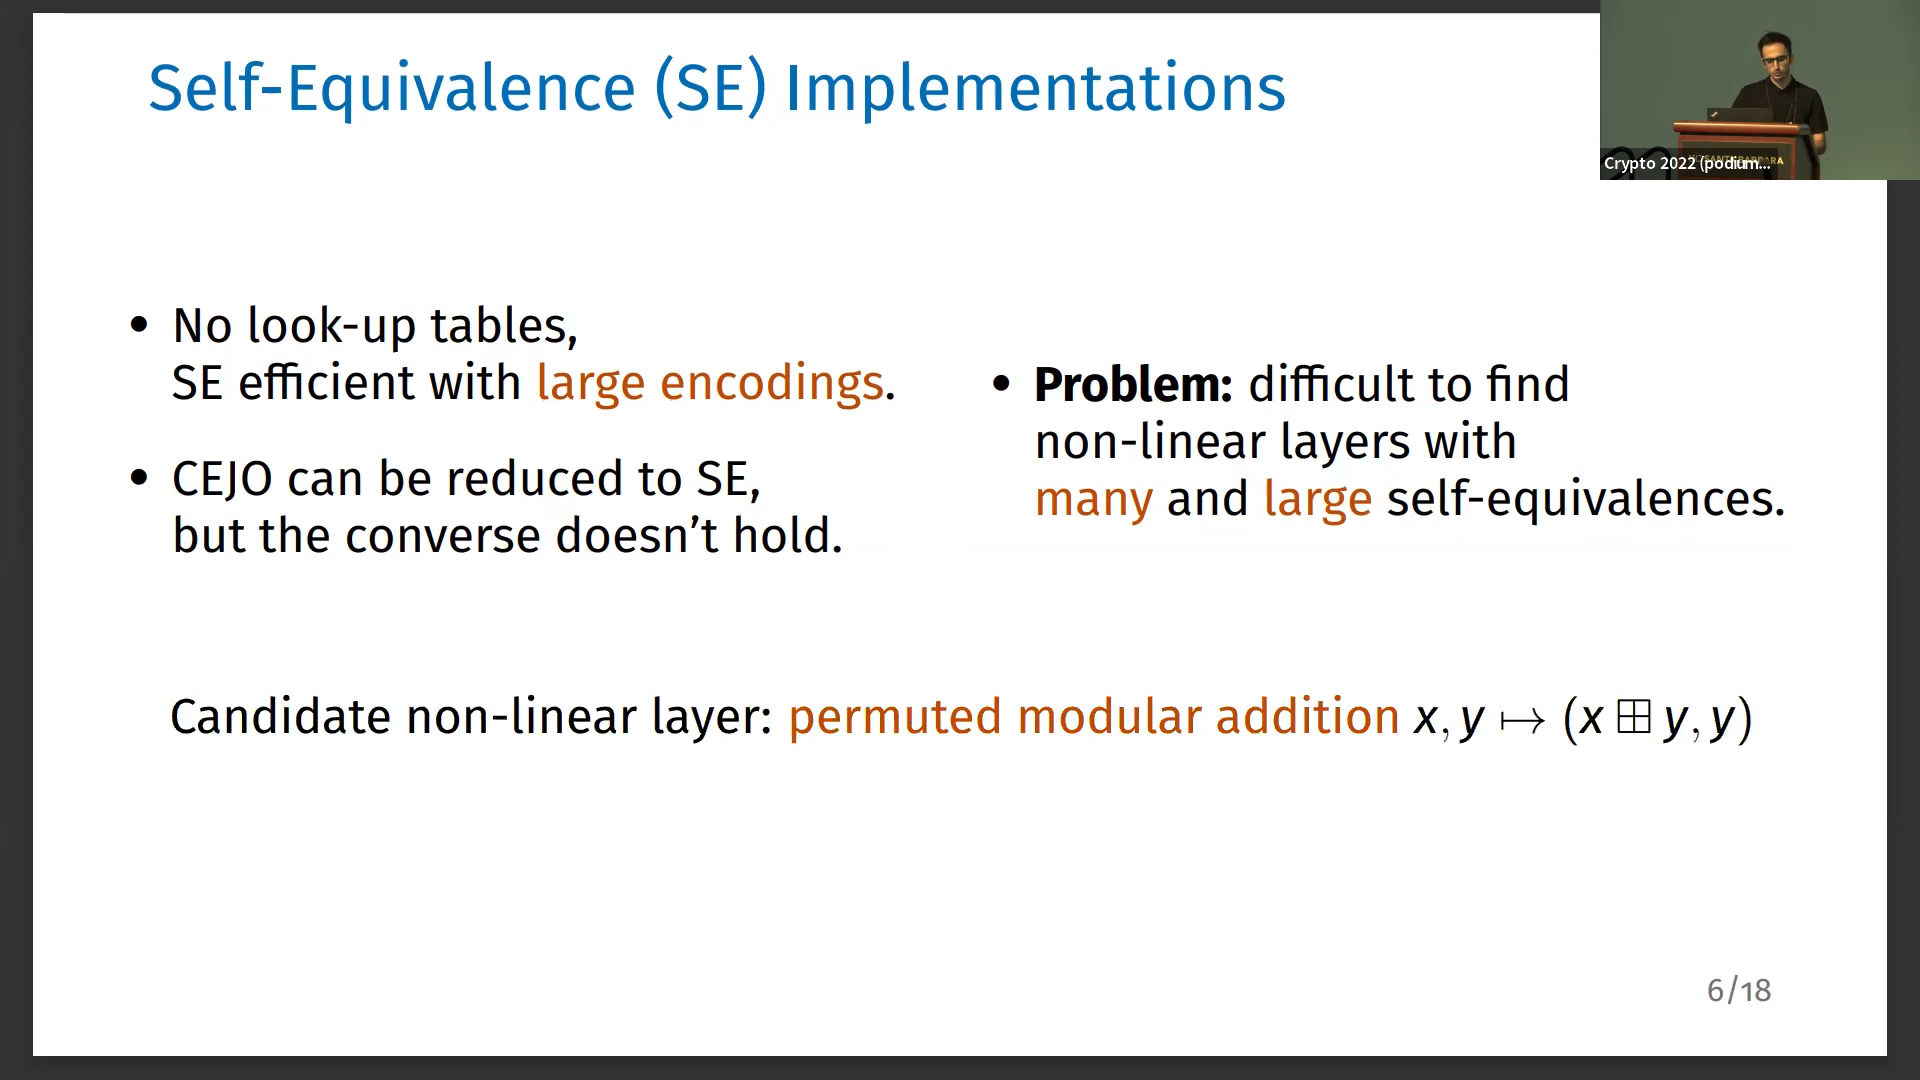 Self-Equivalence (SE) Implementations
Crypto 2022 (podium...
• No look-up tables,
SE efficient with large encodings.
• CEJO can be reduced to SE,
but the converse doesn’t hold.
• Problem: difficult to find
non-linear layers with
many and large self-equivalences.
Candidate non-linear layer: permuted modular addition x, y ↦ (x ⊞ y, y)
6/18